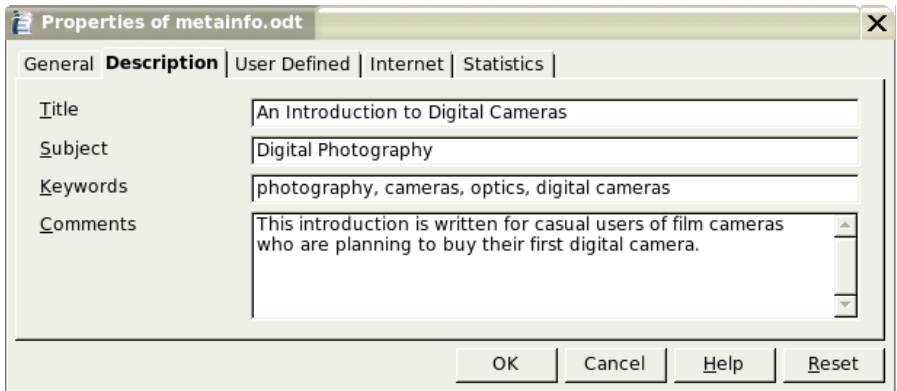 Properties of metainfo.odt
General Description User Defined Internet Statistics
Title An Introduction to Digital Cameras
Subject Digital Photography
Keywords photography, cameras, optics, digital cameras
Comments This introduction is written for casual users of film cameras
who are planning to buy their first digital camera.
OK Cancel Help Reset